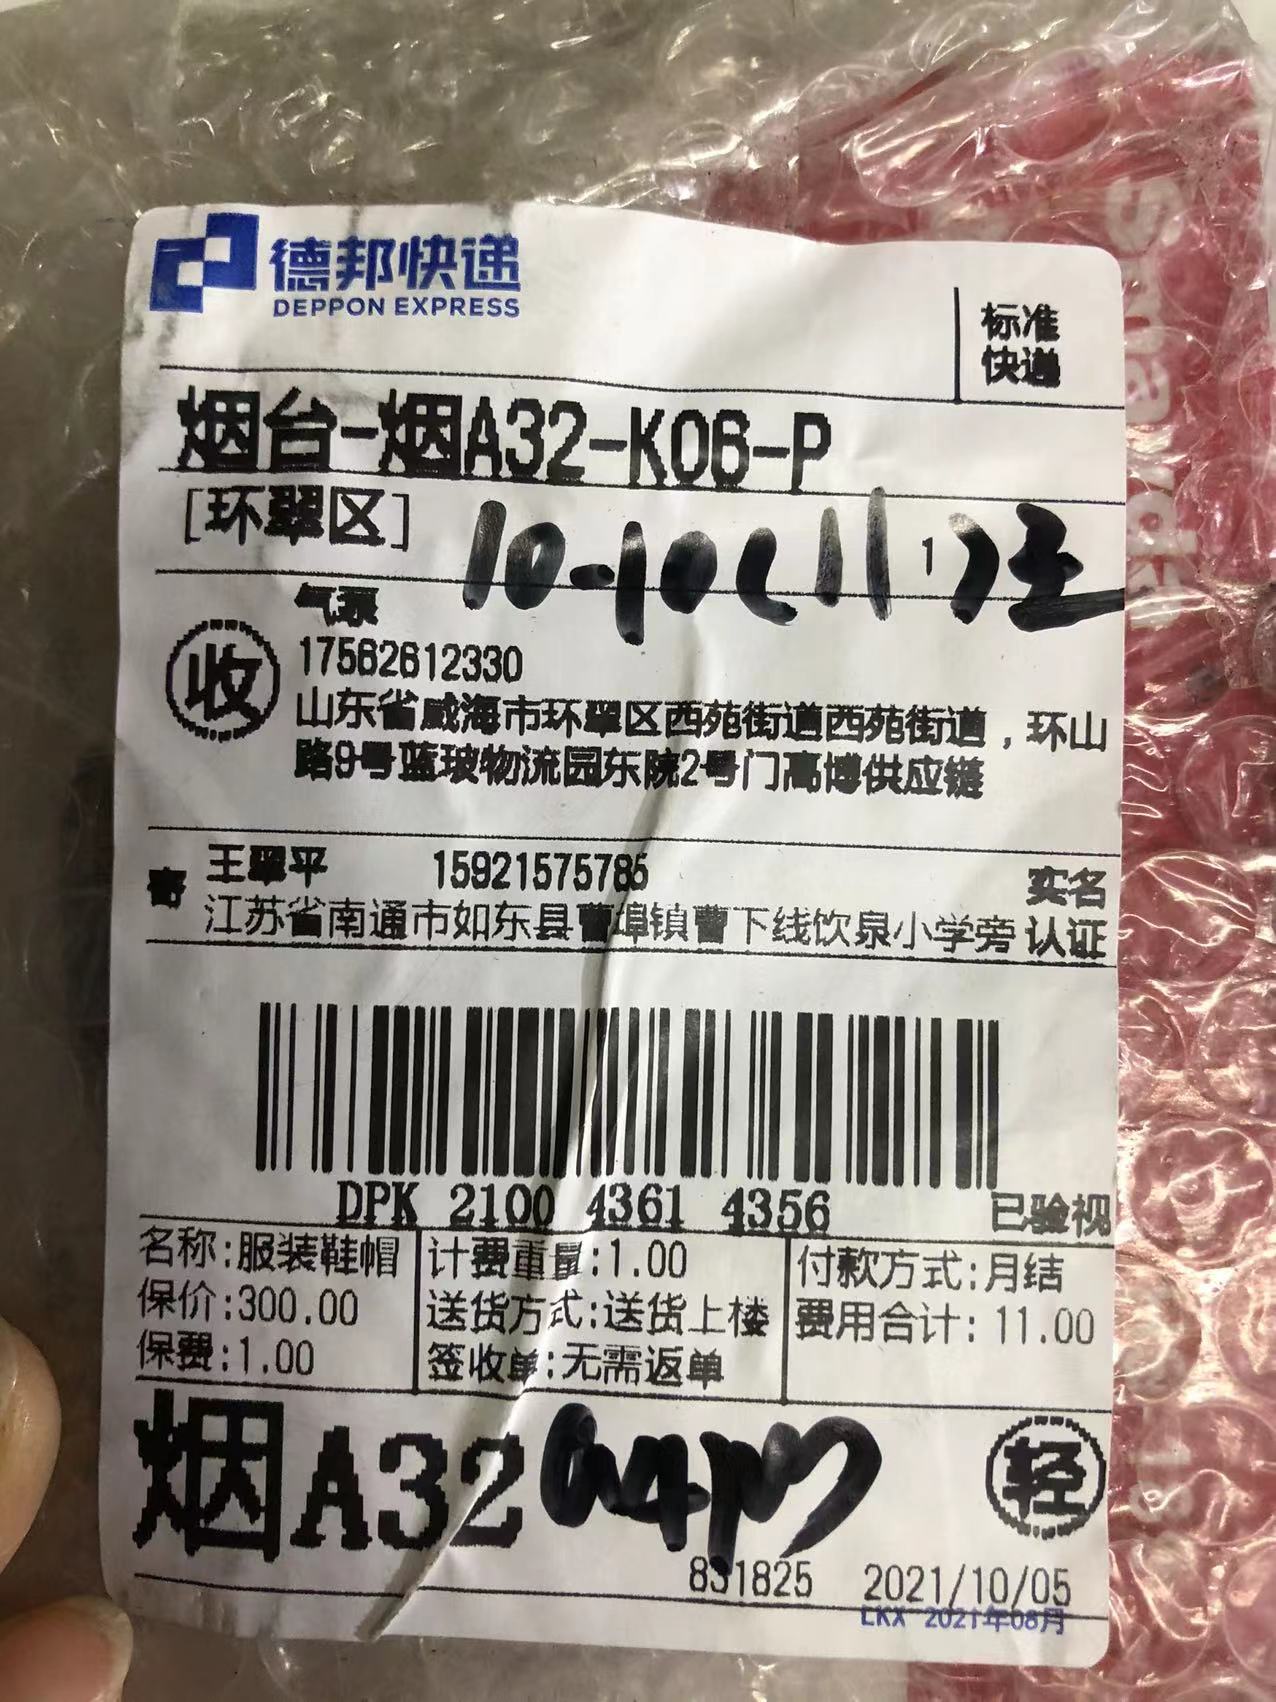 德邦快递
DEPPON EXPRESS
标准
快递
烟台-烟A32-K06-P
[环翠区]
10-10
1
气泵
收
17562612330
山东省威海市环翠区西苑街道西苑街道，环山
路9号蓝玻物流园东院2号门高博供应链
寄
王翠平 15921575785
江苏省南通市如东县曹埠镇曹下线饮泉小学旁
实名
认证
DPK 2100 4361 4356
已验视
名称:服装鞋帽
保价:300.00
保费:1.00
计费重量:1.00
送货方式:送货上楼
签收单:无需返单
付款方式:月结
费用合计: 11.00
烟A32
轻
831825 2021/10/05
LKX 2021年08月